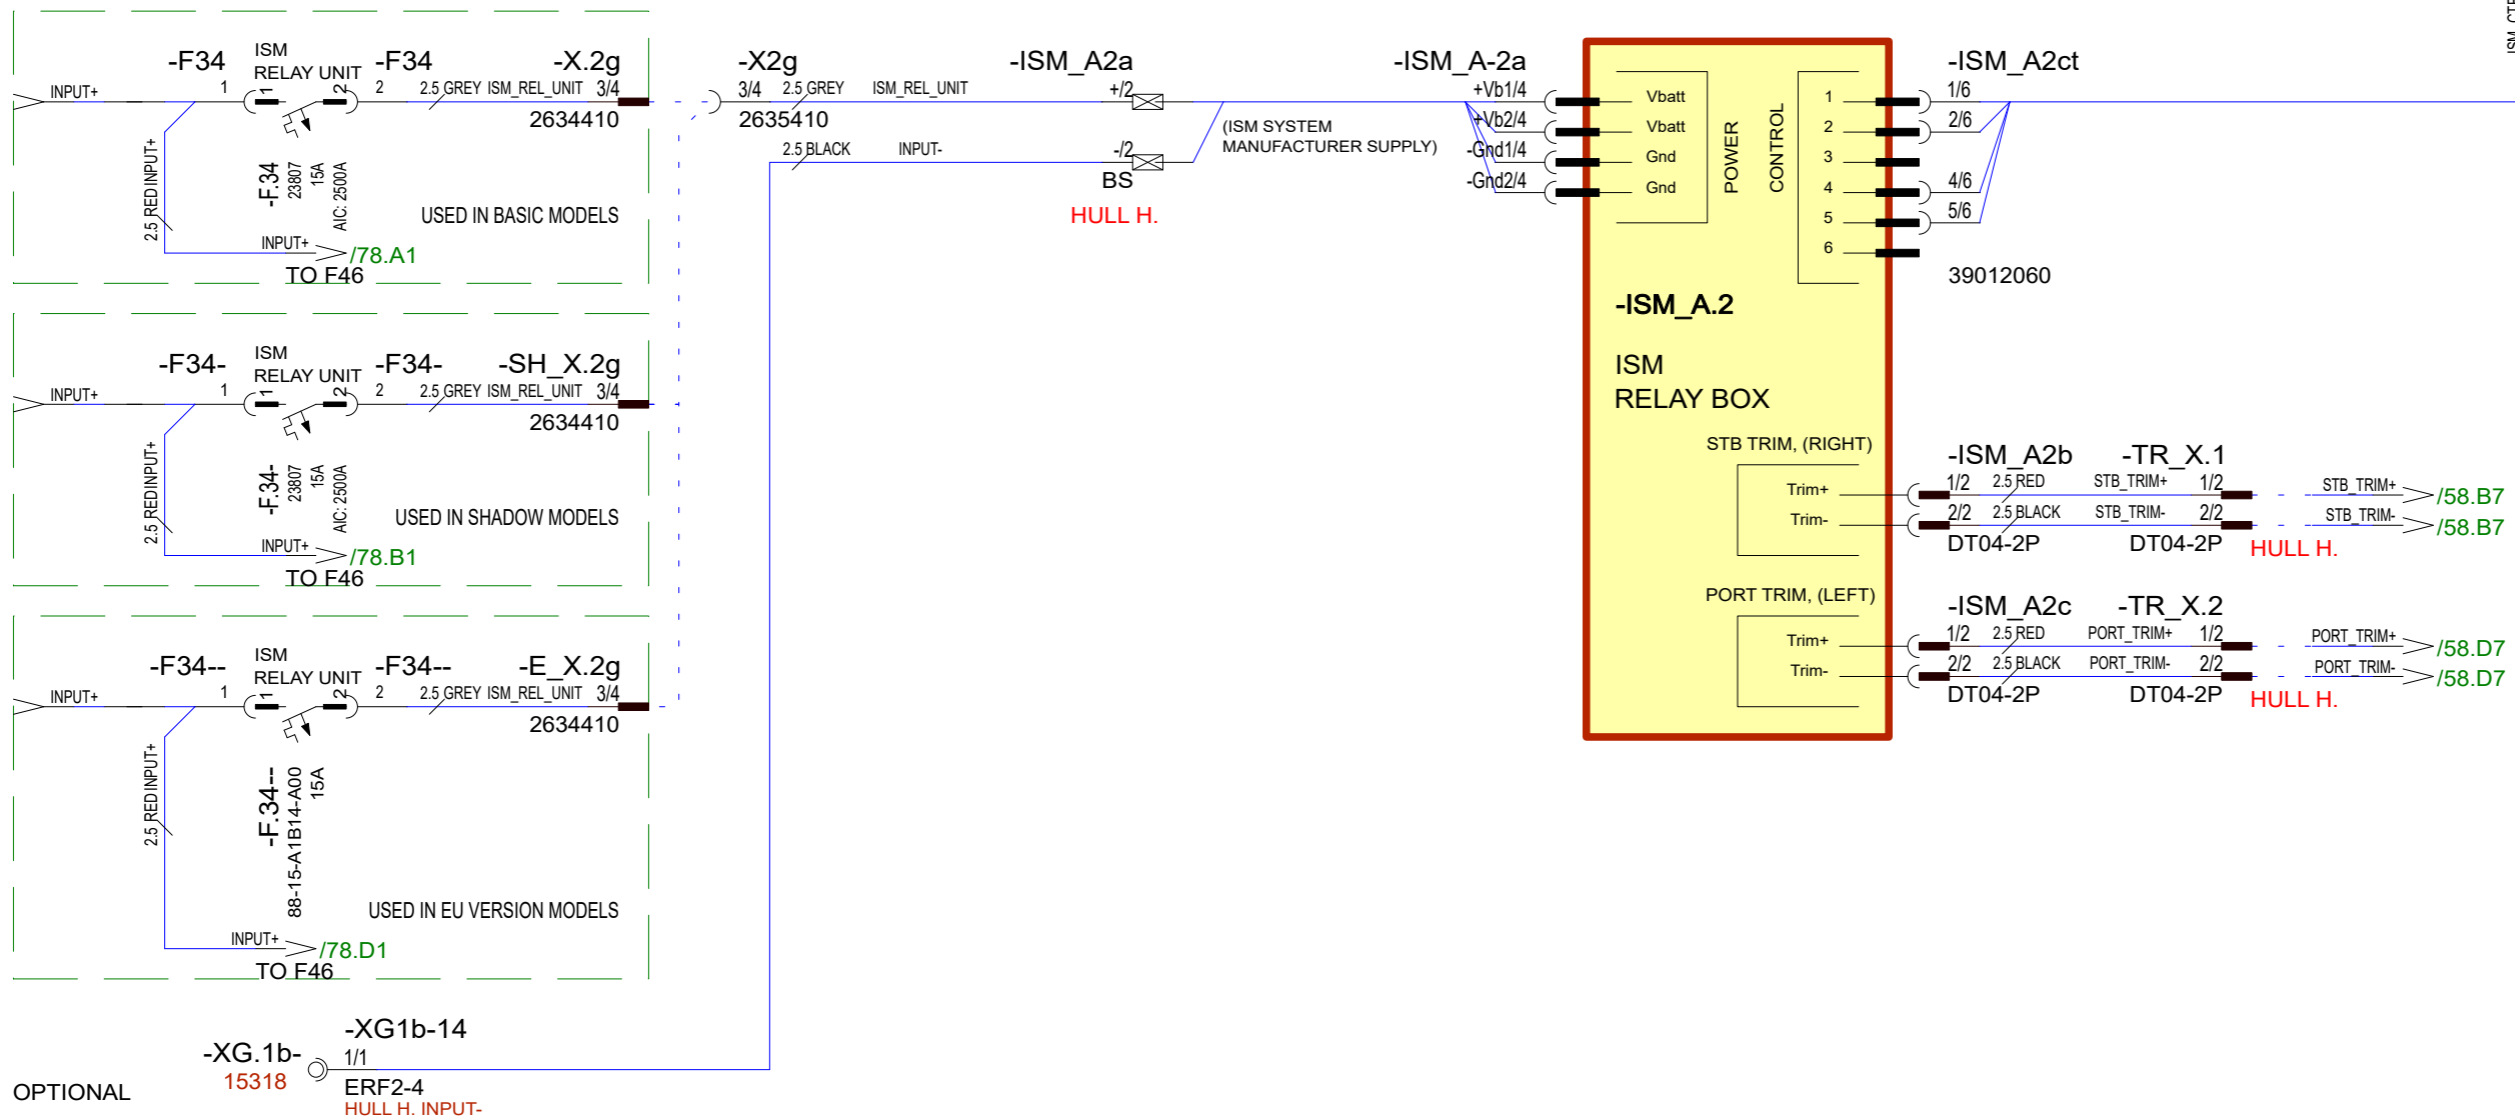 INPUT+
-F34
1
ISM
RELAY UNIT
1
2
-F34
2
2.5 GREY ISM_REL_UNIT
-X.2g
3/4
2634410
2.5 REDINPUT+
-F.34
23807
15A
AIC: 2500A
USED IN BASIC MODELS
INPUT+
/78.A1
TO F46
INPUT+
-F34-
1
ISM
RELAY UNIT
1
2
-F34-
2
2.5 GREY ISM_REL_UNIT
-SH_X.2g
3/4
2634410
2.5 REDINPUT+
-F.34-
23807
15A
AIC: 2500A
USED IN SHADOW MODELS
INPUT+
/78.B1
TO F46
INPUT+
-F34--
1
ISM
RELAY UNIT
1
2
-F34--
2
2.5 GREY ISM_REL_UNIT
-E_X.2g
3/4
2634410
2.5 REDINPUT+
-F.34--
88-15-A1B14-A00
15A
USED IN EU VERSION MODELS
INPUT+
/78.D1
TO F46
-XG.1b-
15318
-XG1b-14
1/1
ERF2-4
HULL H. INPUT-
OPTIONAL
-X2g
3/4
2.5 GREY
ISM_REL_UNIT
2635410
2.5 BLACK
INPUT-
-ISM_A2a
+/2
-/2
BS
HULL H.
(ISM SYSTEM
MANUFACTURER SUPPLY)
-ISM_A-2a
+Vb1/4
+Vb2/4
-Gnd1/4
-Gnd2/4
Vbatt
Vbatt
Gnd
Gnd
POWER
CONTROL
1
2
3
4
5
6
-ISM_A2ct
1/6
2/6
4/6
5/6
39012060
-ISM_A.2
ISM
RELAY BOX
STB TRIM, (RIGHT)
Trim+
Trim-
-ISM_A2b
1/2
2.5 RED
STB_TRIM+
2/2
2.5 BLACK
STB_TRIM-
DT04-2P
-TR_X.1
1/2
2/2
DT04-2P
HULL H.
STB_TRIM+
/58.B7
STB_TRIM-
/58.B7
PORT TRIM, (LEFT)
Trim+
Trim-
-ISM_A2c
1/2
2.5 RED
PORT_TRIM+
2/2
2.5 BLACK
PORT_TRIM-
DT04-2P
-TR_X.2
1/2
2/2
DT04-2P
HULL H.
PORT_TRIM+
/58.D7
PORT_TRIM-
/58.D7